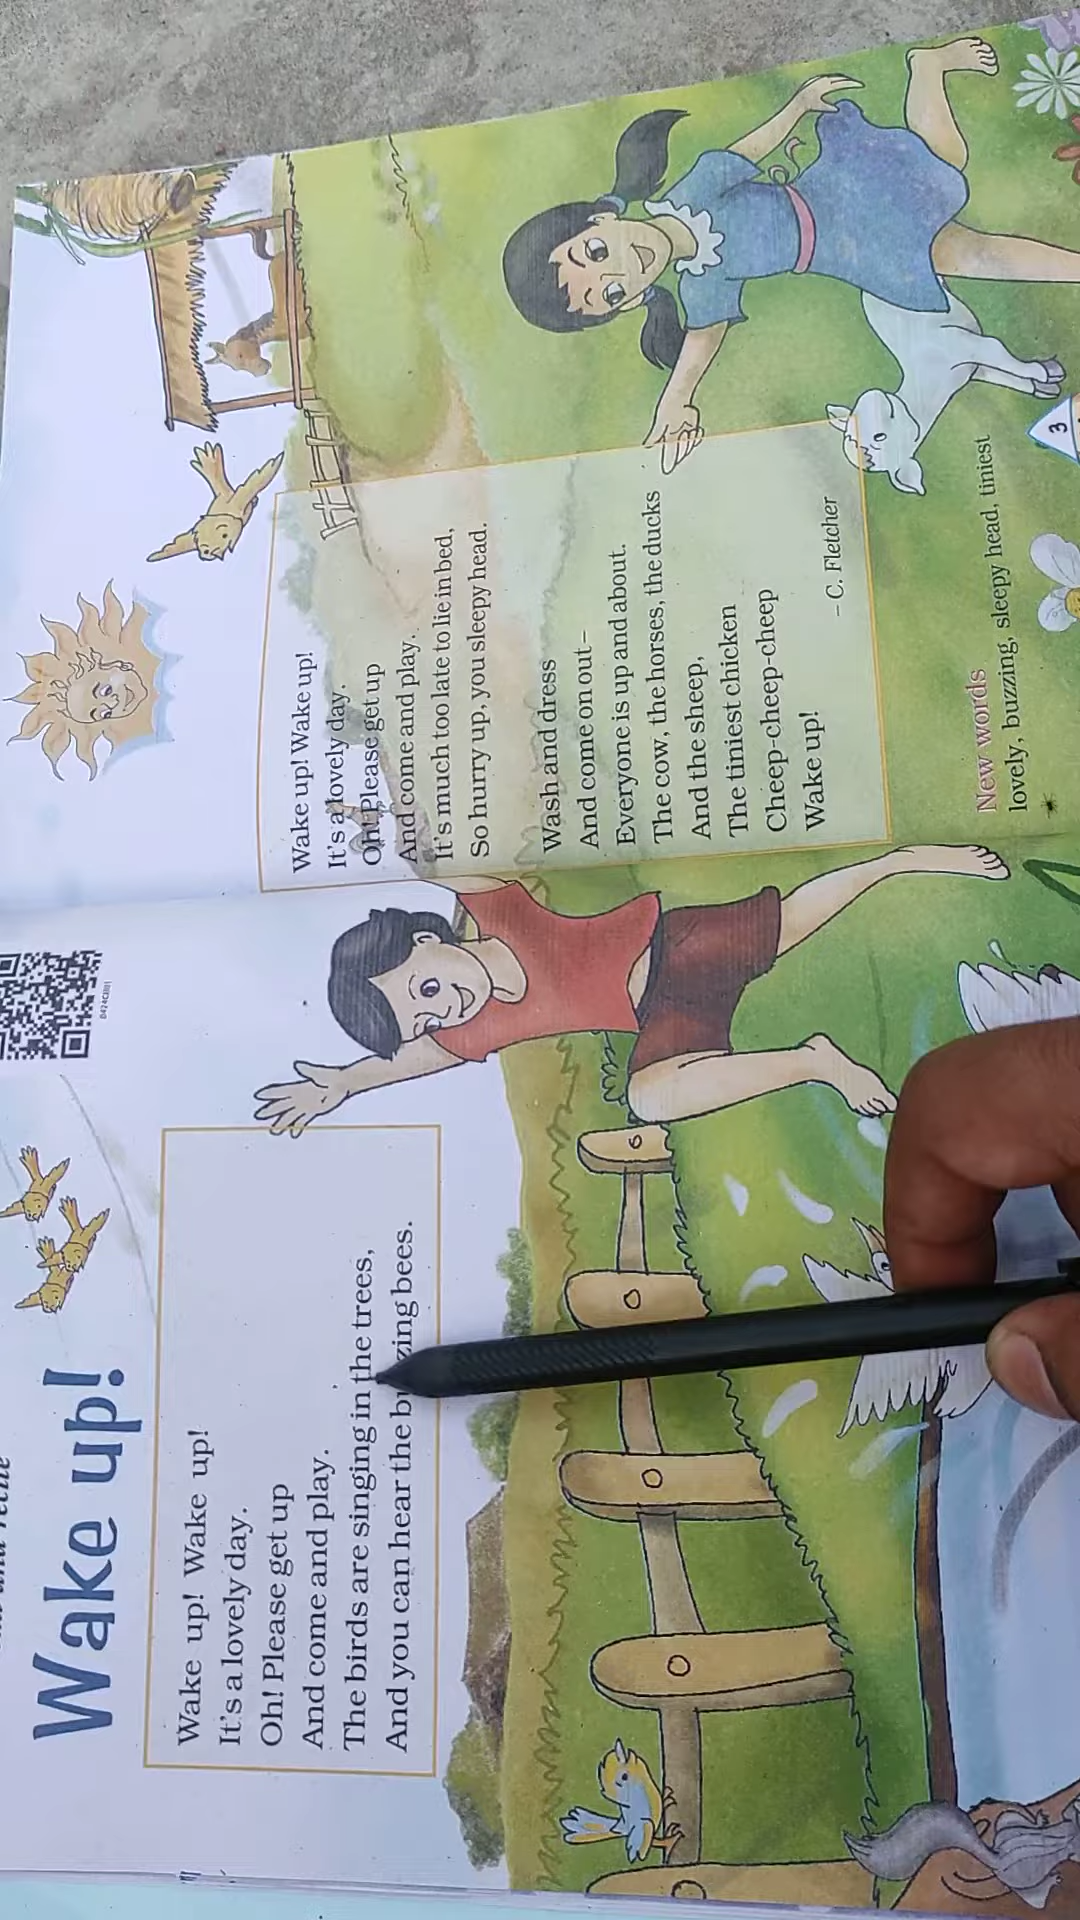 Wake up!
Wake up! Wake up!
It's a lovely day.
Oh! Please get up
And come and play.
The birds are singing in the trees,
And you can hear the buzzing bees.
0424CH01
Wake up! Wake up!
It's a lovely day.
Oh! Please get up
And come and play.
It's much too late to lie in bed,
So hurry up, you sleepy head.
Wash and dress
And come on out –
Everyone is up and about.
The cow, the horses, the ducks
And the sheep,
The tiniest chicken
Cheep-cheep-cheep
Wake up!
– C. Fletcher
New words
lovely, buzzing, sleepy head, tiniest
3